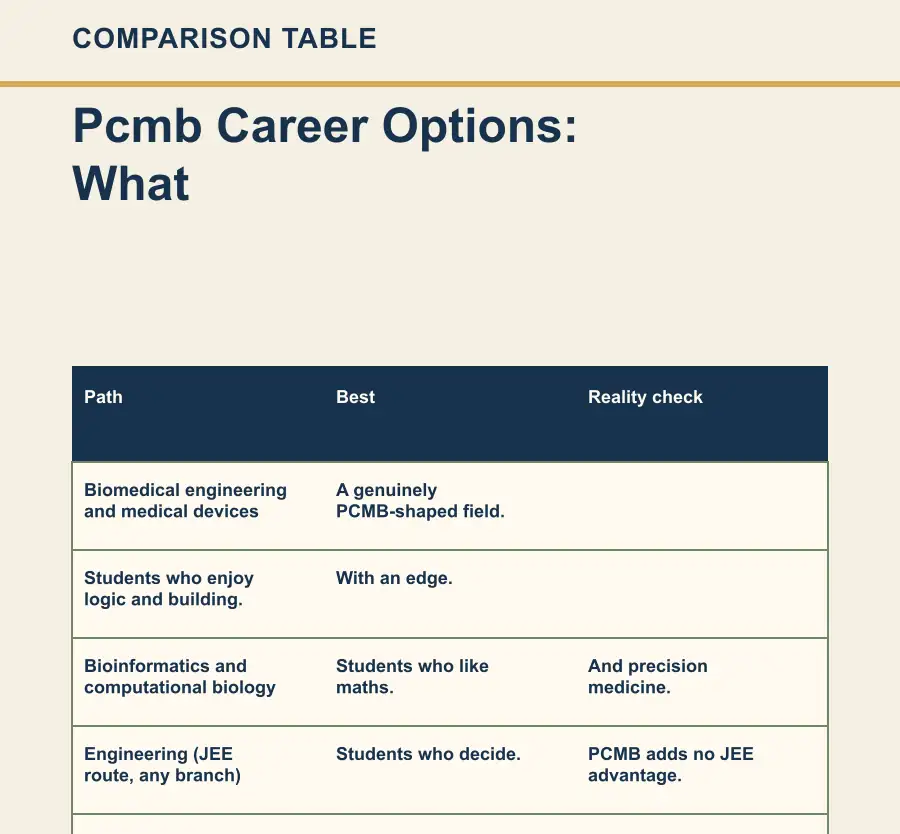 COMPARISON TABLE
Pcmb Career Options:
What
Path
Best
Reality check
Biomedical engineering
and medical devices
A genuinely
PCMB-shaped field.
Students who enjoy
logic and building.
With an edge.
Bioinformatics and
computational biology
Students who like
maths.
And precision
medicine.
Engineering (JEE
route, any branch)
Students who decide.
PCMB adds no JEE
advantage.